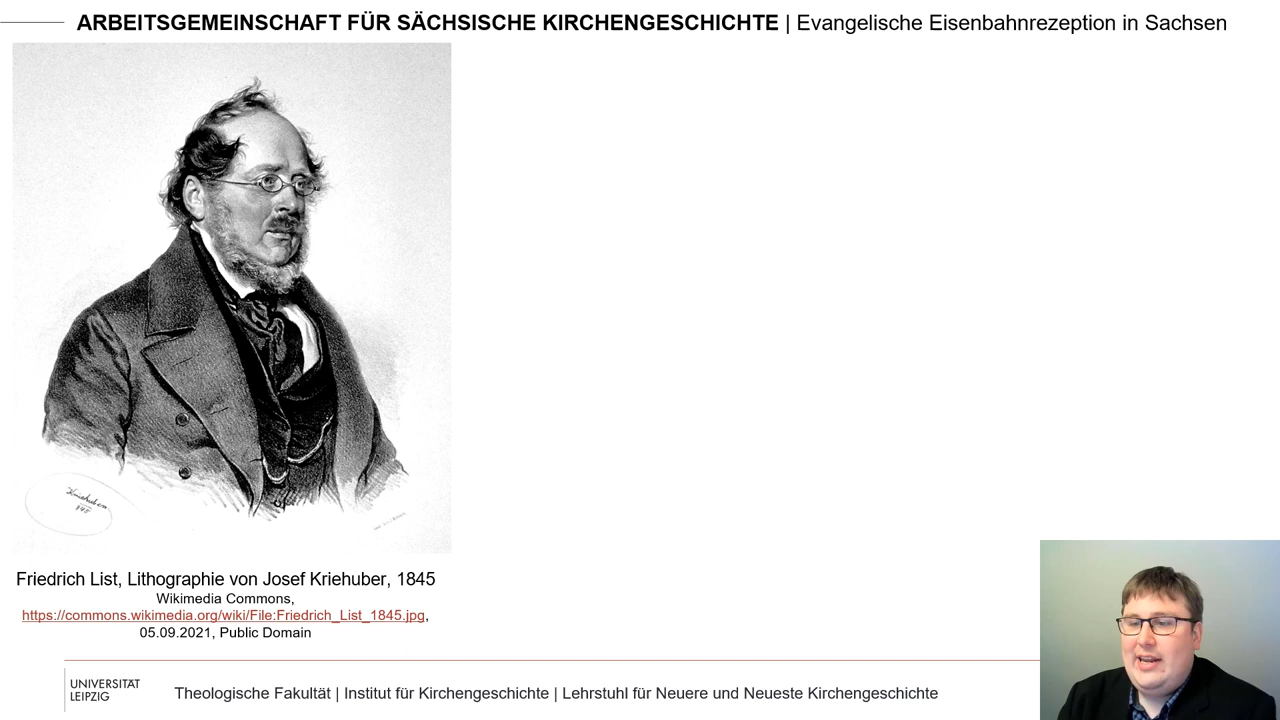 ARBEITSGEMEINSCHAFT FÜR SÄCHSISCHE KIRCHENGESCHICHTE | Evangelische Eisenbahnrezeption in Sachsen
Kriehuber
Friedrich List, Lithographie von Josef Kriehuber, 1845
Wikimedia Commons,
https://commons.wikimedia.org/wiki/File:Friedrich_List_1845.jpg,
05.09.2021, Public Domain
UNIVERSITÄT
LEIPZIG
Theologische Fakultät | Institut für Kirchengeschichte | Lehrstuhl für Neuere und Neueste Kirchengeschichte